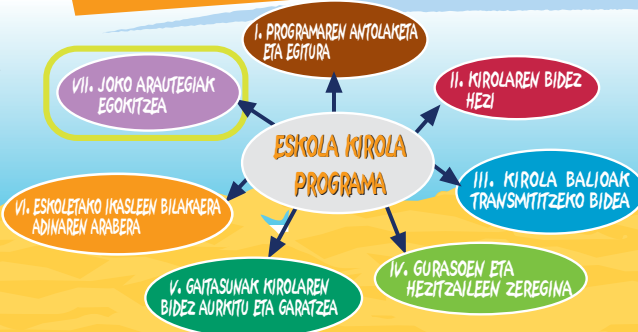 I. PROGRAMAREN ANTOLAKETA
ETA EGITURA
II. KIROLAREN BIDEZ
HEZI
III. KIROLA BALIOAK
TRANSMITITZEKO BIDEA
IV. GURASOEN ETA
HEZITZAILEEN ZEREGINA
V. GAITASUNAK KIROLAREN
BIDEZ AURKITU ETA GARATZEA
VI. ESKOLETAKO IKASLEEN BILAKAERA
ADINAREN ARABERA
VII. JOKO ARAUTEGIAK
EGOKITZEA
ESKOLA KIROLA
PROGRAMA